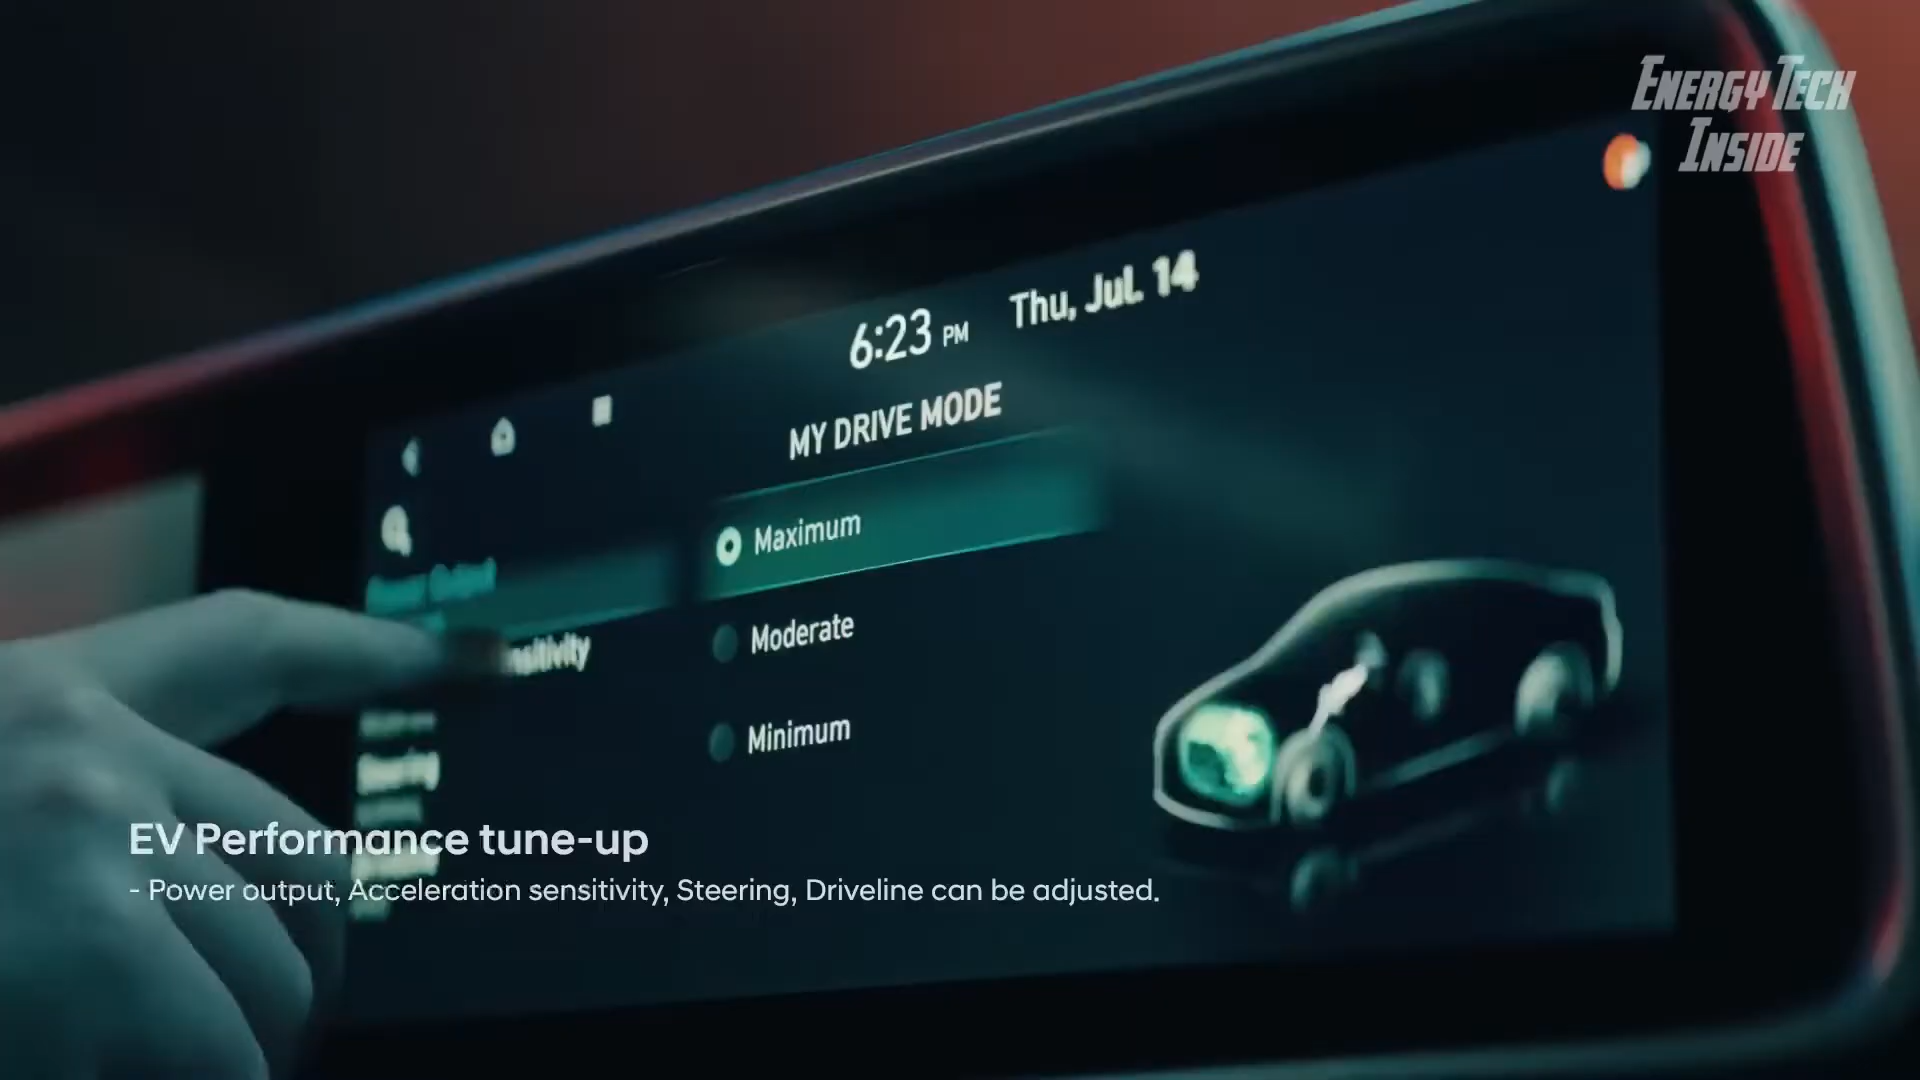 ENERGY TECH
INSIDE
6:23 PM Thu, Jul. 14
MY DRIVE MODE
Maximum
Moderate
Minimum
Steering
EV Performance tune-up
- Power output, Acceleration sensitivity, Steering, Driveline can be adjusted.